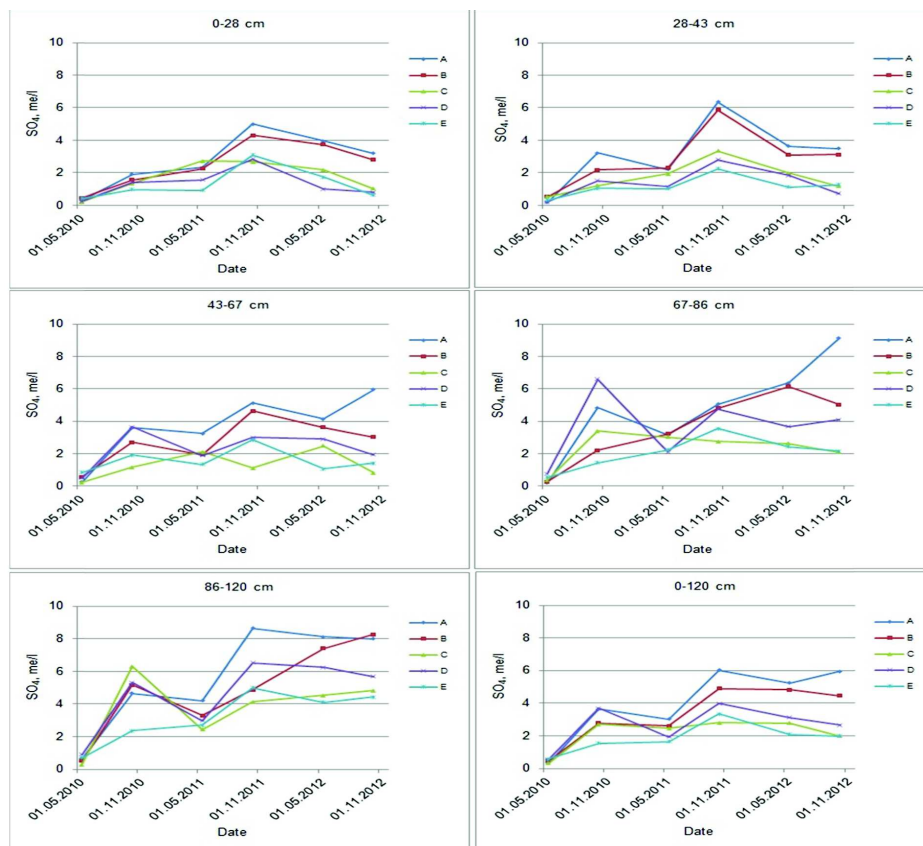 0-28 cm
10
8
6
4
2
0
SO4, me/l
01.05.2010
01.11.2010
01.05.2011
01.11.2011
01.05.2012
01.11.2012
Date
A
B
C
D
E
28-43 cm
10
8
6
4
2
0
SO4, me/l
01.05.2010
01.11.2010
01.05.2011
01.11.2011
01.05.2012
01.11.2012
Date
A
B
C
D
E
43-67 cm
10
8
6
4
2
0
SO4, me/l
01.05.2010
01.11.2010
01.05.2011
01.11.2011
01.05.2012
01.11.2012
Date
A
B
C
D
E
67-86 cm
10
8
6
4
2
0
SO4, me/l
01.05.2010
01.11.2010
01.05.2011
01.11.2011
01.05.2012
01.11.2012
Date
A
B
C
D
E
86-120 cm
10
8
6
4
2
0
SO4, me/l
01.05.2010
01.11.2010
01.05.2011
01.11.2011
01.05.2012
01.11.2012
Date
A
B
C
D
E
0-120 cm
10
8
6
4
2
0
SO4, me/l
01.05.2010
01.11.2010
01.05.2011
01.11.2011
01.05.2012
01.11.2012
Date
A
B
C
D
E